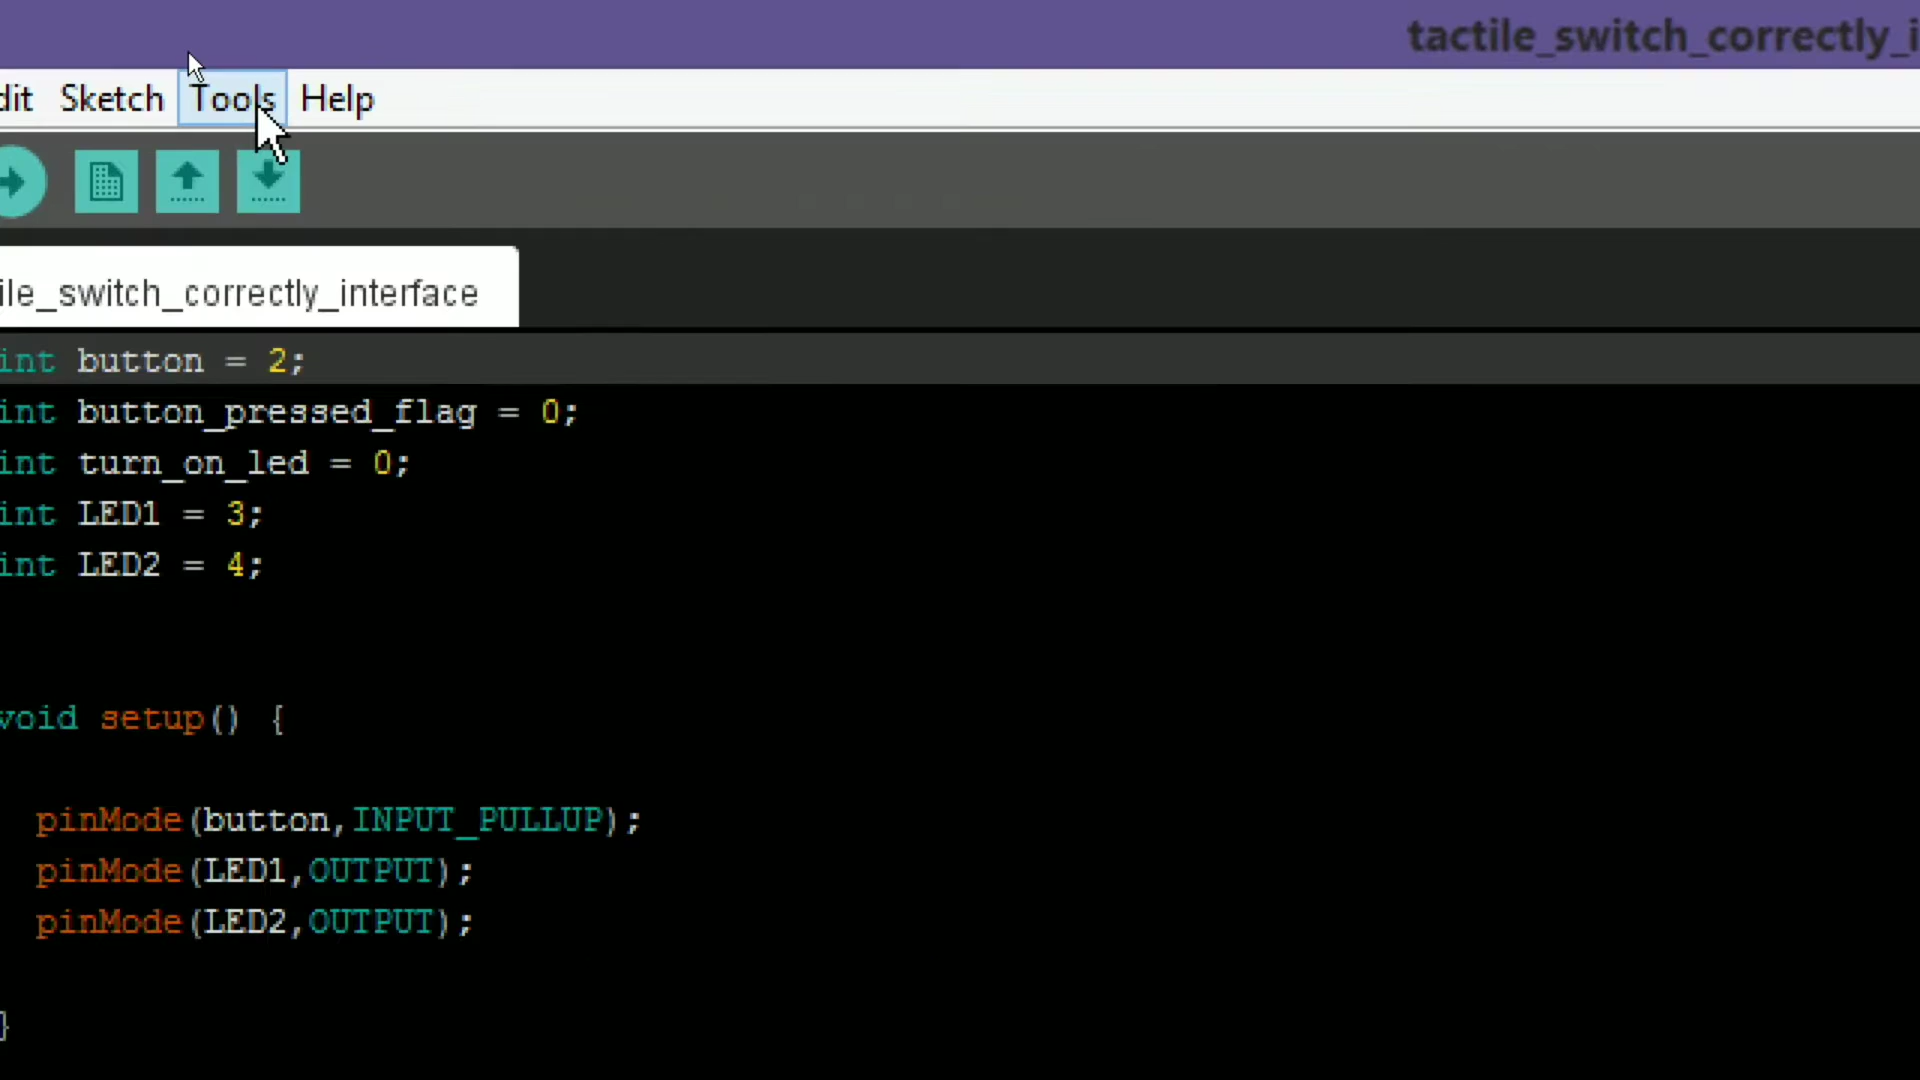 tactile_switch_correctly_i
dit Sketch Tools Help
ile_switch_correctly_interface
int button = 2;
int button_pressed_flag = 0;
int turn_on_led = 0;
int LED1 = 3;
int LED2 = 4;
void setup() {
pinMode(button,INPUT_PULLUP);
pinMode(LED1,OUTPUT);
pinMode(LED2,OUTPUT);
}